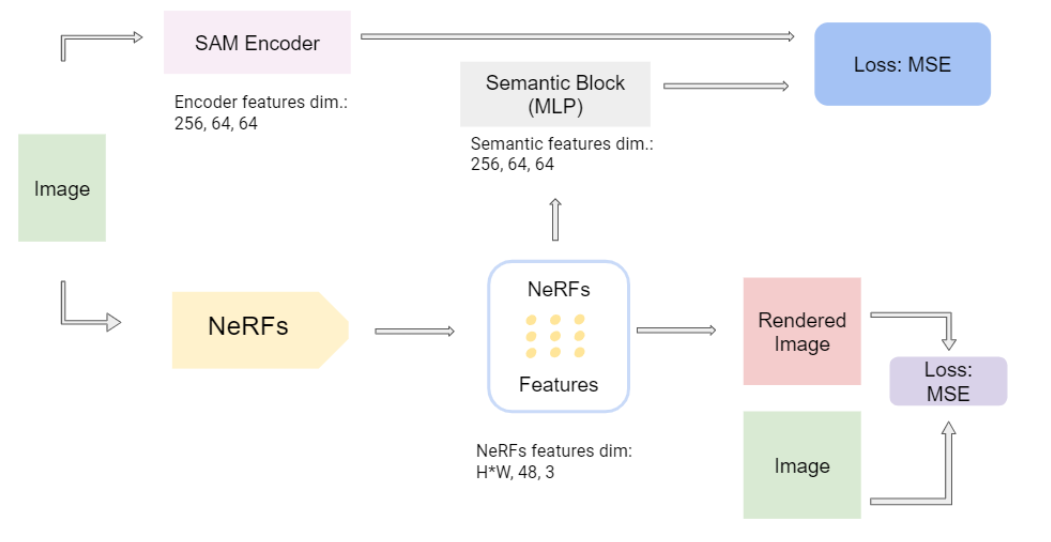 SAM Encoder
Encoder features dim.:
256, 64, 64
Semantic Block
(MLP)
Semantic features dim.:
256, 64, 64
Loss: MSE
Image
NeRFs
NeRFs
Features
NeRFs features dim:
H*W, 48, 3
Rendered
Image
Loss:
MSE
Image